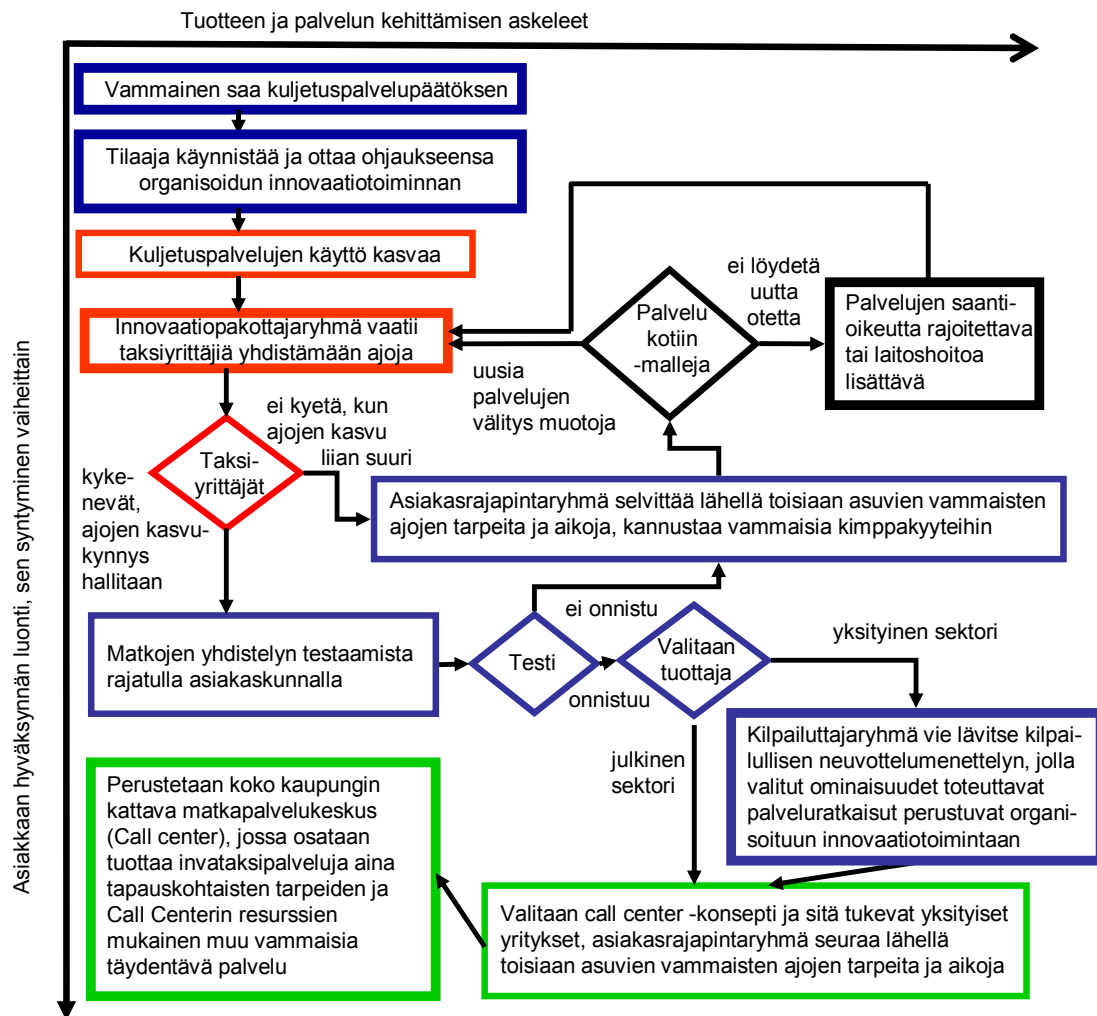 Tuotteen ja palvelun kehittämisen askeleet
Asiakkaan hyväksynnän luonti, sen syntyminen vaiheittain
Vammainen saa kuljetuspalvelupäätöksen
Tilaaja käynnistää ja ottaa ohjaukseensa
organisoidun innovaatiotoiminnan
Kuljetuspalvelujen käyttö kasvaa
Innovaatiopakottajaryhmä vaatii
taksiyrittäjiä yhdistämään ajoja
Palvelu
kotiin
-malleja
ei löydetä
uutta
otetta
Palvelujen saanti-
oikeutta rajoitettava
tai laitoshoitoa
lisättävä
uusia
palvelujen
välitys muotoja
Taksi-
yrittäjät
ei kyetä, kun
ajojen kasvu
liian suuri
kyke-
nevät,
ajojen kasvu-
kynnys
hallitaan
Asiakasrajapintaryhmä selvittää lähellä toisiaan asuvien vammaisten
ajojen tarpeita ja aikoja, kannustaa vammaisia kimppakyyteihin
Matkojen yhdistelyn testaamista
rajatulla asiakaskunnalla
Testi
ei onnistu
onnistuu
Valitaan
tuottaja
yksityinen sektori
julkinen
sektori
Kilpailuttajaryhmä vie lävitse kilpai-
lullisen neuvottelumenettelyn, jolla
valitut ominaisuudet toteuttavat
palveluratkaisut perustuvat organi-
soituun innovaatiotoimintaan
Valitaan call center -konsepti ja sitä tukevat yksityiset
yritykset, asiakasrajapintaryhmä seuraa lähellä
toisiaan asuvien vammaisten ajojen tarpeita ja aikoja
Perustetaan koko kaupungin
kattava matkapalvelukeskus
(Call center), jossa osataan
tuottaa invataksipalveluja aina
tapauskohtaisten tarpeiden ja
Call Centerin resurssien
mukainen muu vammaisia
täydentävä palvelu